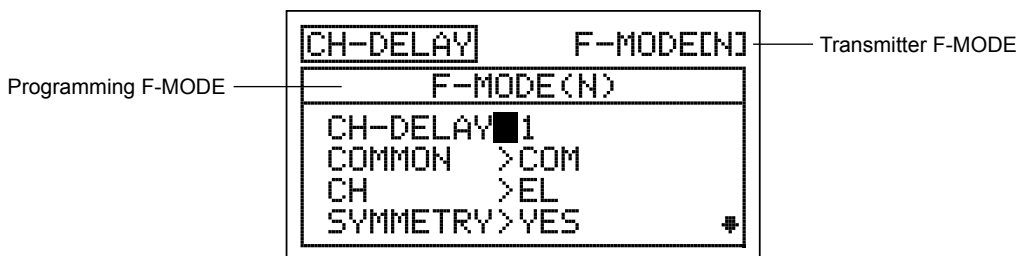 CH-DELAY F-MODE[N] Transmitter F-MODE
Programming F-MODE F-MODE(N)
CH-DELAY 1
COMMON >COM
CH >EL
SYMMETRY>YES